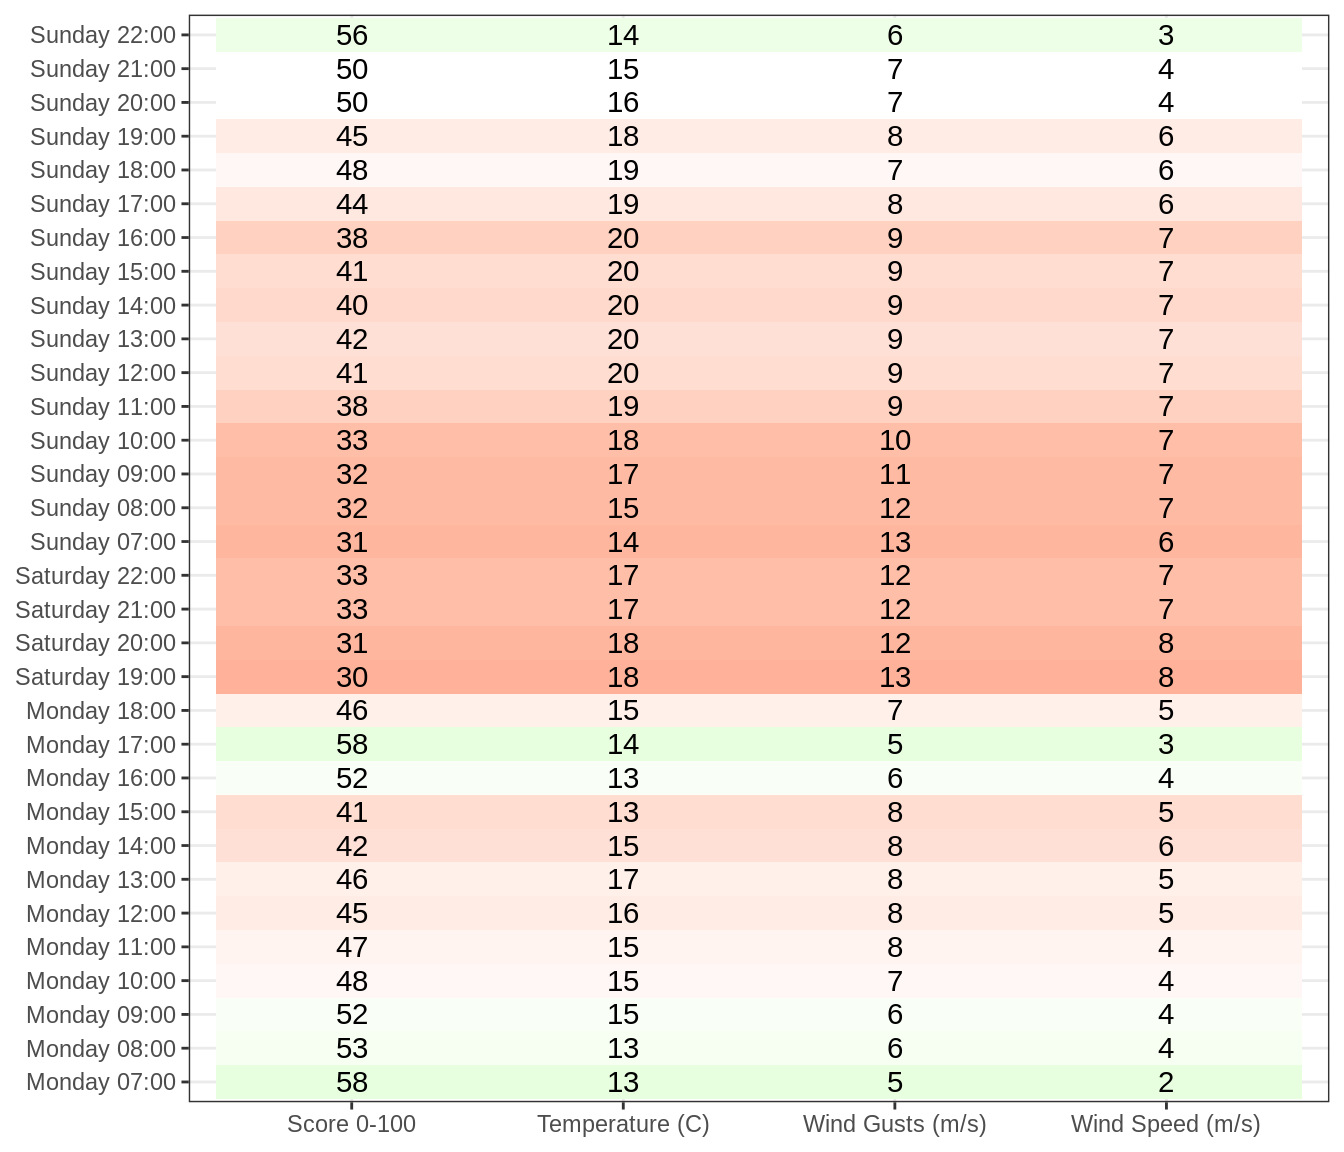 Sunday 22:00 56 14 6 3
Sunday 21:00 50 15 7 4
Sunday 20:00 50 16 7 4
Sunday 19:00 45 18 8 6
Sunday 18:00 48 19 7 6
Sunday 17:00 44 19 8 6
Sunday 16:00 38 20 9 7
Sunday 15:00 41 20 9 7
Sunday 14:00 40 20 9 7
Sunday 13:00 42 20 9 7
Sunday 12:00 41 20 9 7
Sunday 11:00 38 19 9 7
Sunday 10:00 33 18 10 7
Sunday 09:00 32 17 11 7
Sunday 08:00 32 15 12 7
Sunday 07:00 31 14 13 6
Saturday 22:00 33 17 12 7
Saturday 21:00 33 17 12 7
Saturday 20:00 31 18 12 8
Saturday 19:00 30 18 13 8
Monday 18:00 46 15 7 5
Monday 17:00 58 14 5 3
Monday 16:00 52 13 6 4
Monday 15:00 41 13 8 5
Monday 14:00 42 15 8 6
Monday 13:00 46 17 8 5
Monday 12:00 45 16 8 5
Monday 11:00 47 15 8 4
Monday 10:00 48 15 7 4
Monday 09:00 52 15 6 4
Monday 08:00 53 13 6 4
Monday 07:00 58 13 5 2
Score 0-100 Temperature (C) Wind Gusts (m/s) Wind Speed (m/s)